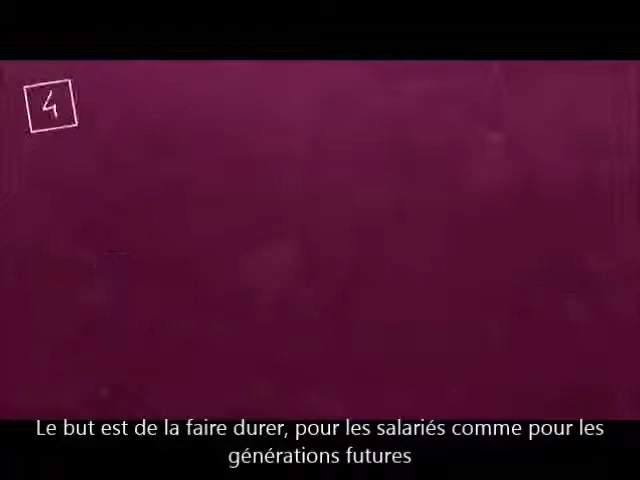 4
Le but est de la faire durer, pour les salariés comme pour les
générations futures